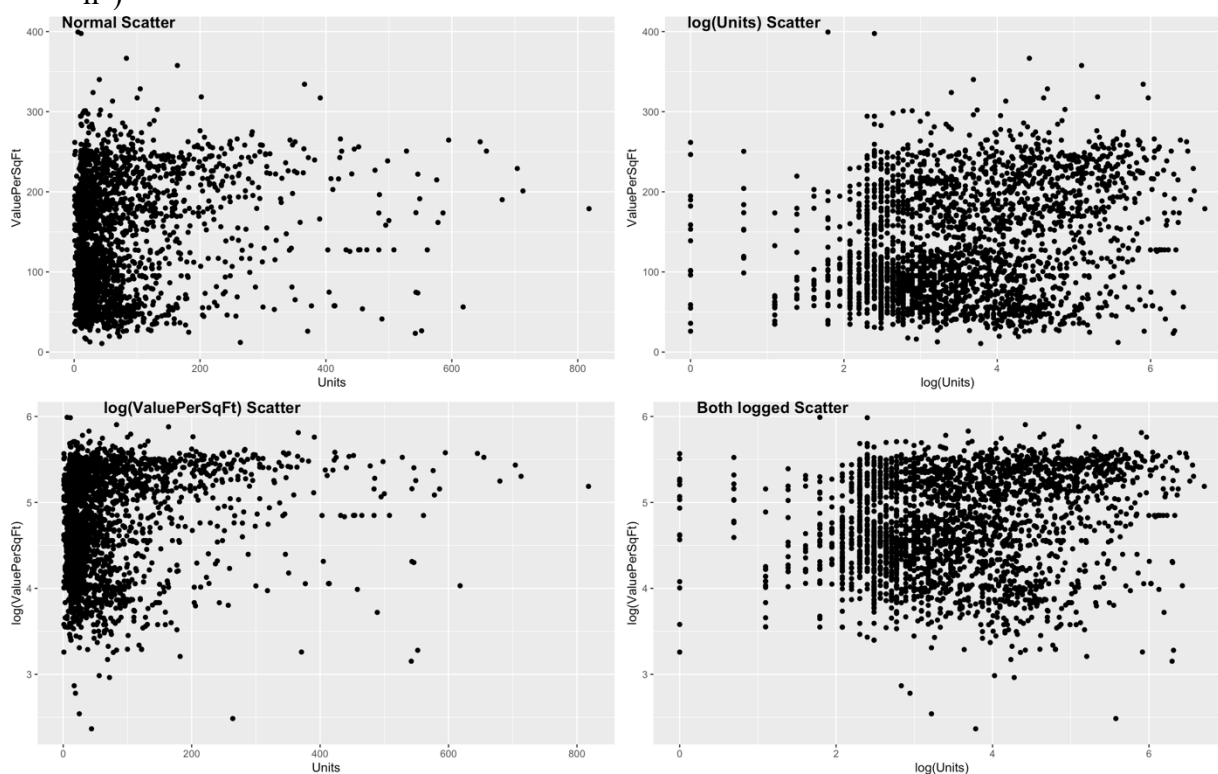 Normal Scatter
400
300
200
100
0
ValuePerSqFt
0 200 400 600 800
Units
log(Units) Scatter
400
300
200
100
0
ValuePerSqFt
0 2 4 6
log(Units)
log(ValuePerSqFt) Scatter
6
5
4
3
log(ValuePerSqFt)
0 200 400 600 800
Units
Both logged Scatter
6
5
4
3
log(ValuePerSqFt)
0 2 4 6
log(Units)